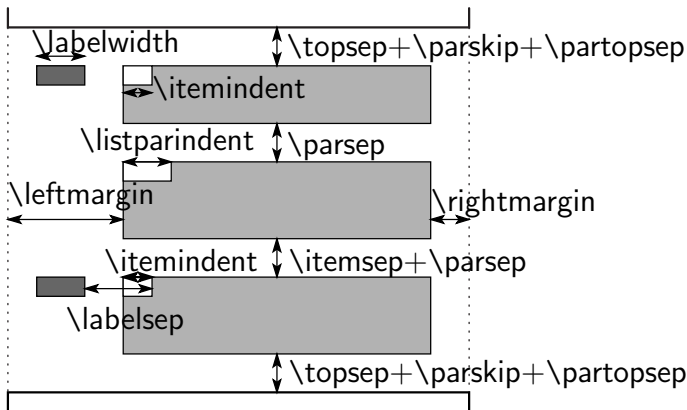 \labelwidth
\topsep+\parskip+\partopsep
\itemindent
\listparindent
\parsep
\leftmargin
\rightmargin
\itemindent
\itemsep+\parsep
\labelsep
\topsep+\parskip+\partopsep